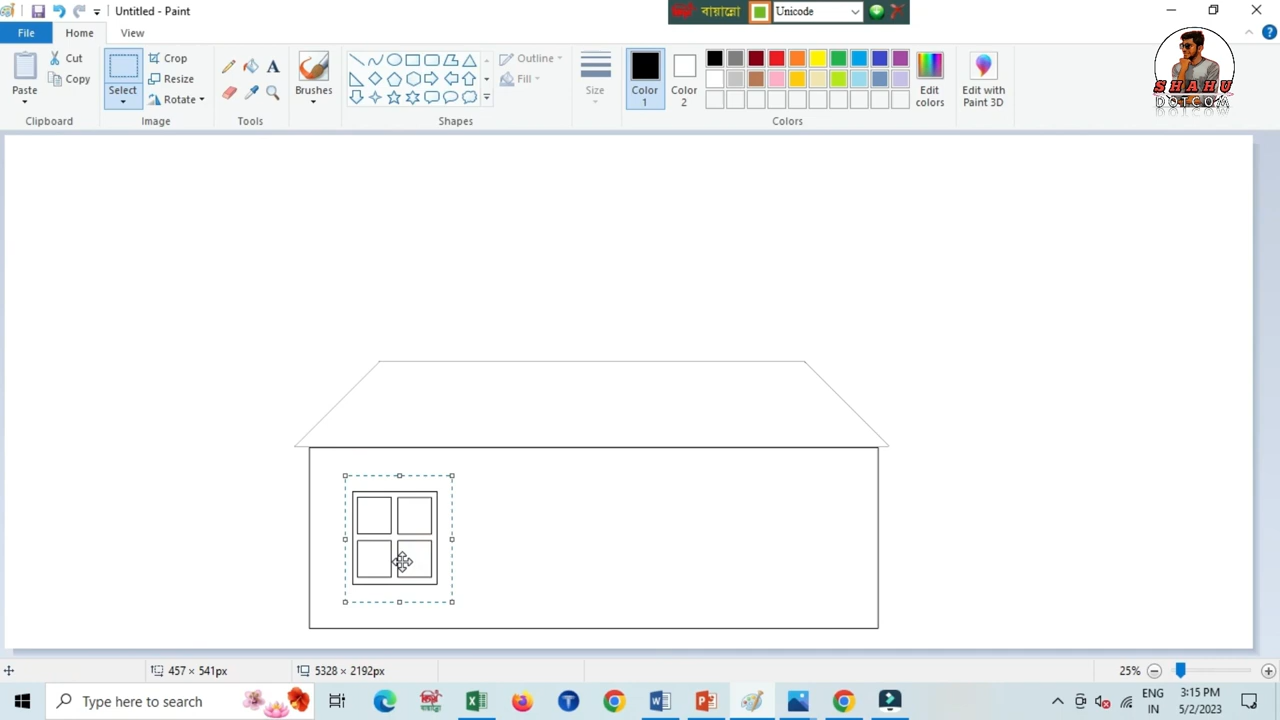 Untitled - Paint
বায়ান্নো
Unicode
File
Home
View
Paste
Cut
Copy
Clipboard
Select
Crop
Resize
Rotate
Image
A
Tools
Brushes
Shapes
Outline
Fill
Size
Color 1
Color 2
Edit colors
Edit with Paint 3D
Colors
SHAHU
DOTCOM
457 × 541px
5328 × 2192px
25%
Type here to search
ENG
IN
3:15 PM
5/2/2023